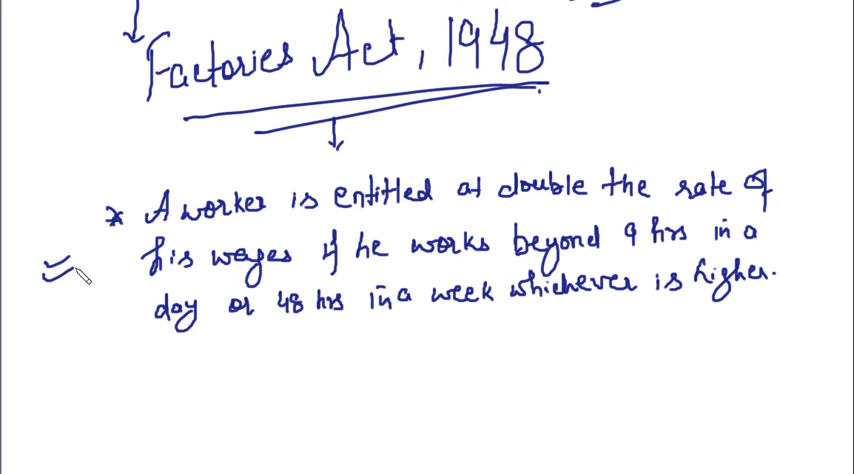 Factories Act, 1948
* A worker is entitled at double the rate of
his wages if he works beyond 9 hrs in a
day or 48 hrs in a week whichever is higher.